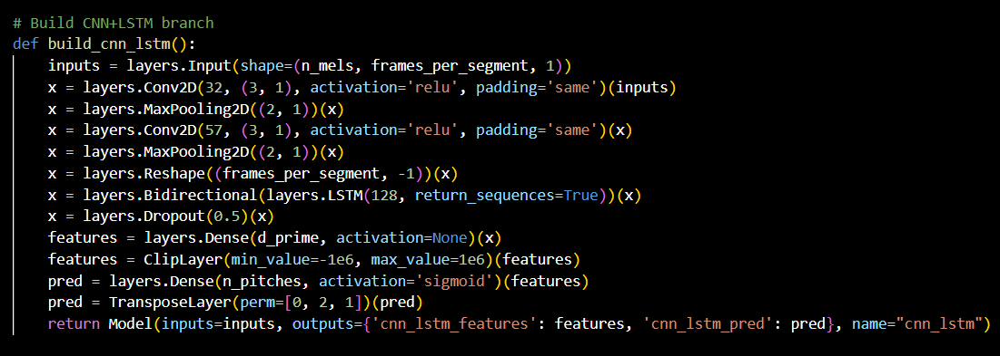 # Build CNN+LSTM branch
def build_cnn_lstm():
    inputs = layers.Input(shape=(n_mels, frames_per_segment, 1))
    x = layers.Conv2D(32, (3, 1), activation='relu', padding='same')(inputs)
    x = layers.MaxPooling2D((2, 1))(x)
    x = layers.Conv2D(57, (3, 1), activation='relu', padding='same')(x)
    x = layers.MaxPooling2D((2, 1))(x)
    x = layers.Reshape((frames_per_segment, -1))(x)
    x = layers.Bidirectional(layers.LSTM(128, return_sequences=True))(x)
    x = layers.Dropout(0.5)(x)
    features = layers.Dense(d_prime, activation=None)(x)
    features = ClipLayer(min_value=-1e6, max_value=1e6)(features)
    pred = layers.Dense(n_pitches, activation='sigmoid')(features)
    pred = TransposeLayer(perm=[0, 2, 1])(pred)
    return Model(inputs=inputs, outputs={'cnn_lstm_features': features, 'cnn_lstm_pred': pred}, name="cnn_lstm")